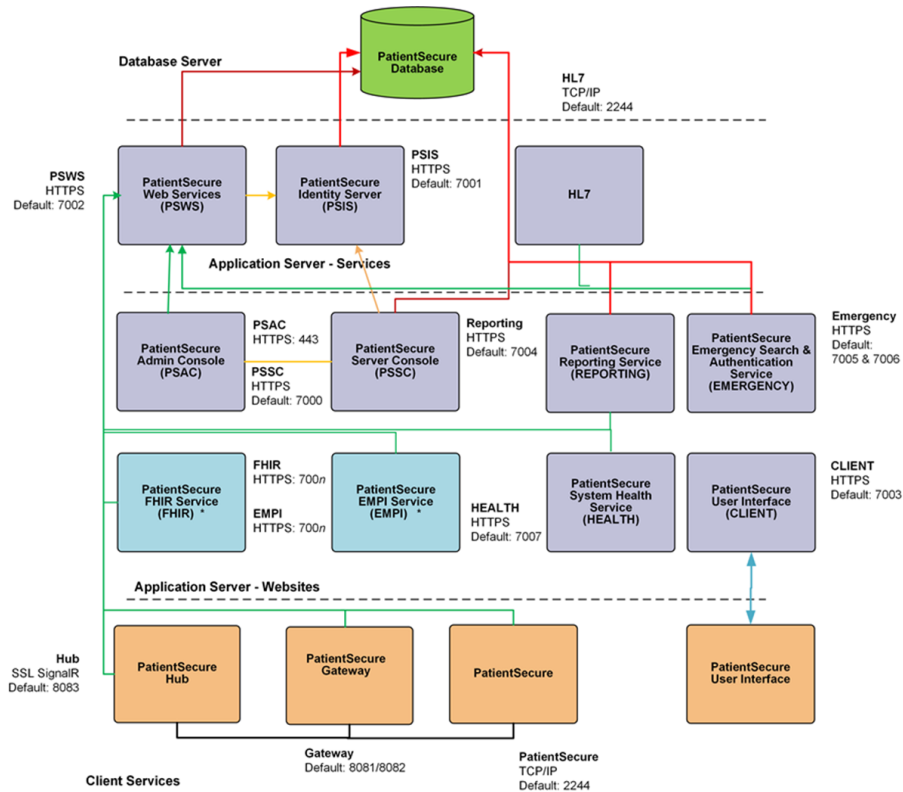 PatientSecure
Database
Database Server
HL7
TCP/IP
Default: 2244
PSWS
HTTPS
Default: 7002
PatientSecure
Web Services
(PSWS)
PatientSecure
Identity Server
(PSIS)
PSIS
HTTPS
Default: 7001
HL7
Application Server - Services
PatientSecure
Admin Console
(PSAC)
PSAC
HTTPS: 443
PSSC
HTTPS
Default: 7000
PatientSecure
Server Console
(PSSC)
Reporting
HTTPS
Default: 7004
PatientSecure
Reporting Service
(REPORTING)
PatientSecure
Emergency Search &
Authentication
Service
(EMERGENCY)
Emergency
HTTPS
Default:
7005 & 7006
PatientSecure
FHIR Service
(FHIR) *
FHIR
HTTPS: 700n
EMPI
HTTPS: 700n
PatientSecure
EMPI Service
(EMPI) *
HEALTH
HTTPS
Default: 7007
PatientSecure
System Health
Service
(HEALTH)
PatientSecure
User Interface
(CLIENT)
CLIENT
HTTPS
Default: 7003
Application Server - Websites
Hub
SSL SignalR
Default: 8083
PatientSecure
Hub
PatientSecure
Gateway
PatientSecure
PatientSecure
User Interface
Gateway
Default: 8081/8082
PatientSecure
TCP/IP
Default: 2244
Client Services